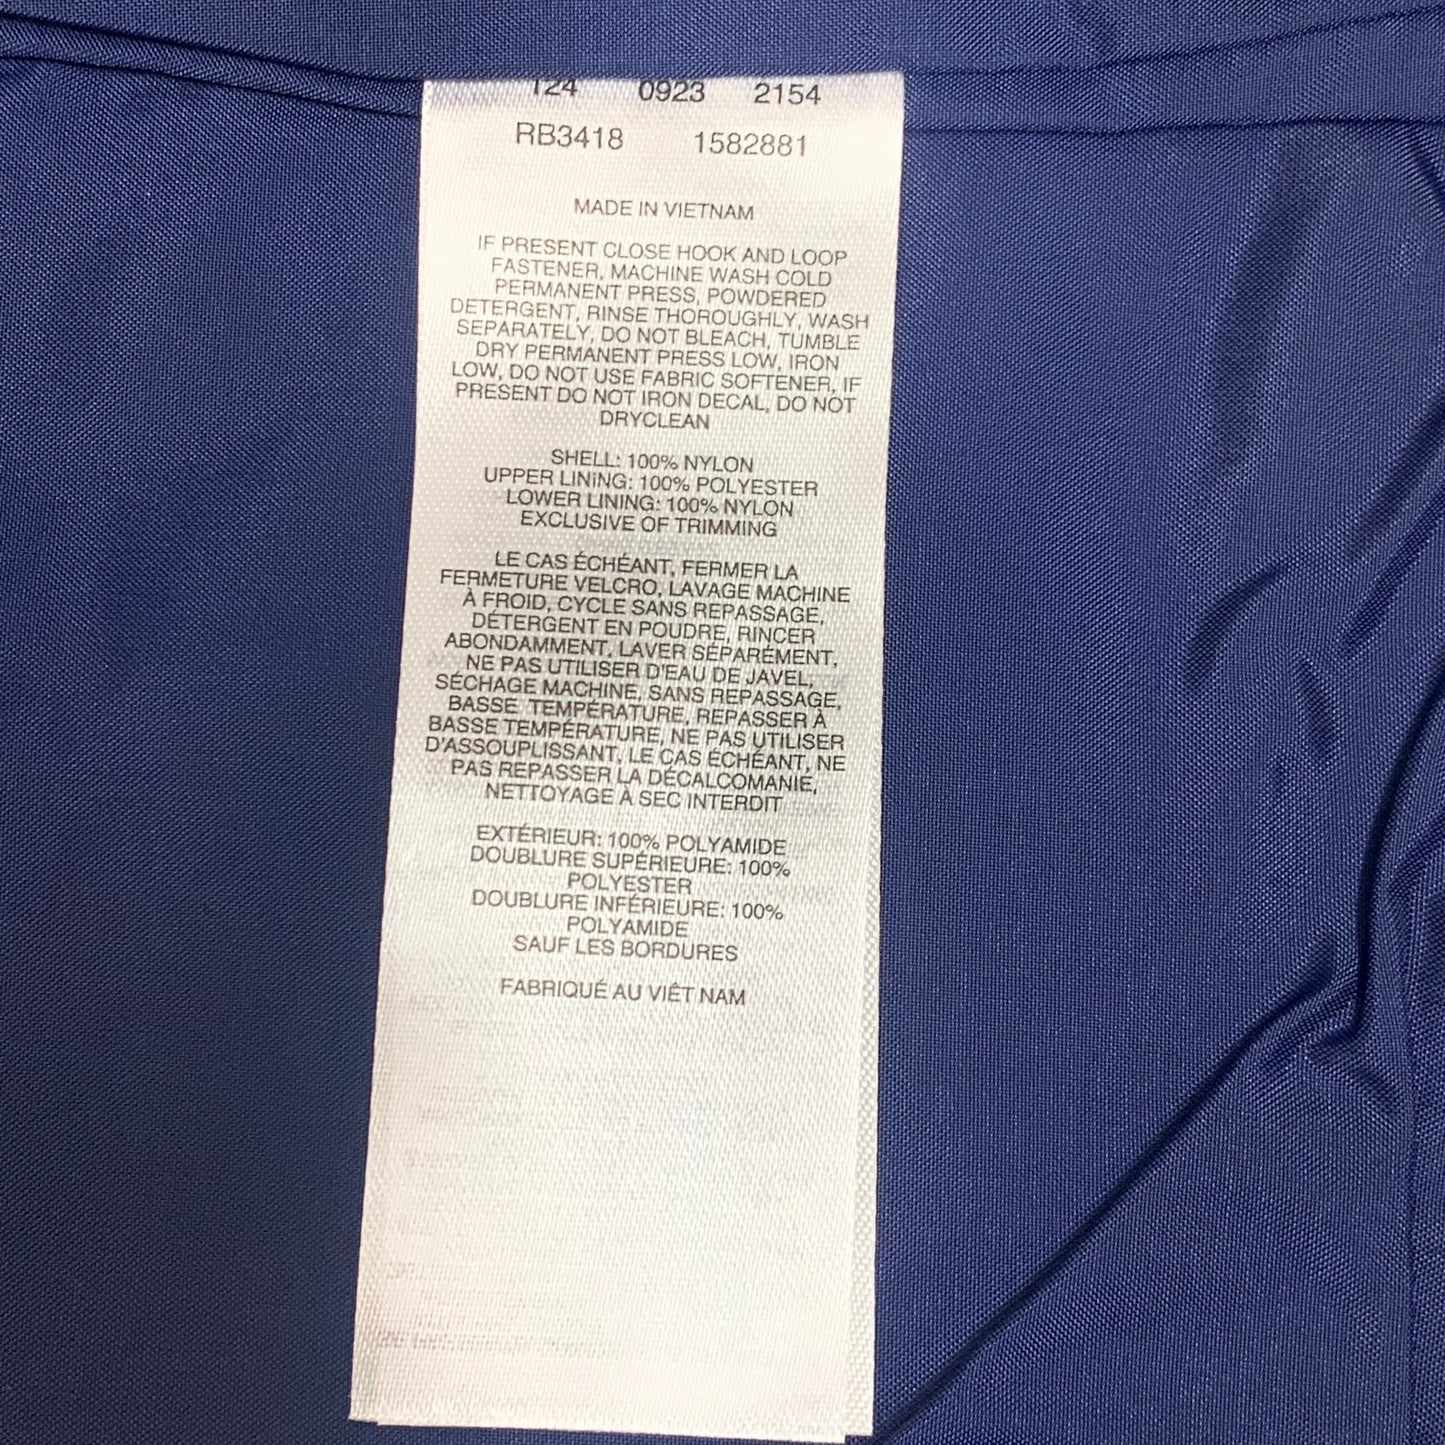 124 0923 2154
RB3418 1582881
MADE IN VIETNAM
IF PRESENT CLOSE HOOK AND LOOP
FASTENER, MACHINE WASH COLD
PERMANENT PRESS, POWDERED
DETERGENT, RINSE THOROUGHLY, WASH
SEPARATELY, DO NOT BLEACH, TUMBLE
DRY PERMANENT PRESS LOW, IRON
LOW, DO NOT USE FABRIC SOFTENER, IF
PRESENT DO NOT IRON DECAL, DO NOT
DRYCLEAN
SHELL: 100% NYLON
UPPER LINING: 100% POLYESTER
LOWER LINING: 100% NYLON
EXCLUSIVE OF TRIMMING
LE CAS ÉCHÉANT, FERMER LA
FERMETURE VELCRO, LAVAGE MACHINE
À FROID, CYCLE SANS REPASSAGE,
DÉTERGENT EN POUDRE, RINCER
ABONDAMMENT, LAVER SÉPARÉMENT,
NE PAS UTILISER D'EAU DE JAVEL,
SÉCHAGE MACHINE, SANS REPASSAGE,
BASSE TEMPÉRATURE, REPASSER À
BASSE TEMPÉRATURE, NE PAS UTILISER
D'ASSOUPLISSANT, LE CAS ÉCHÉANT, NE
PAS REPASSER LA DÉCALCOMANIE,
NETTOYAGE À SEC INTERDIT
EXTÉRIEUR: 100% POLYAMIDE
DOUBLURE SUPÉRIEURE: 100%
POLYESTER
DOUBLURE INFÉRIEURE: 100%
POLYAMIDE
SAUF LES BORDURES
FABRIQUÉ AU VIÊT NAM